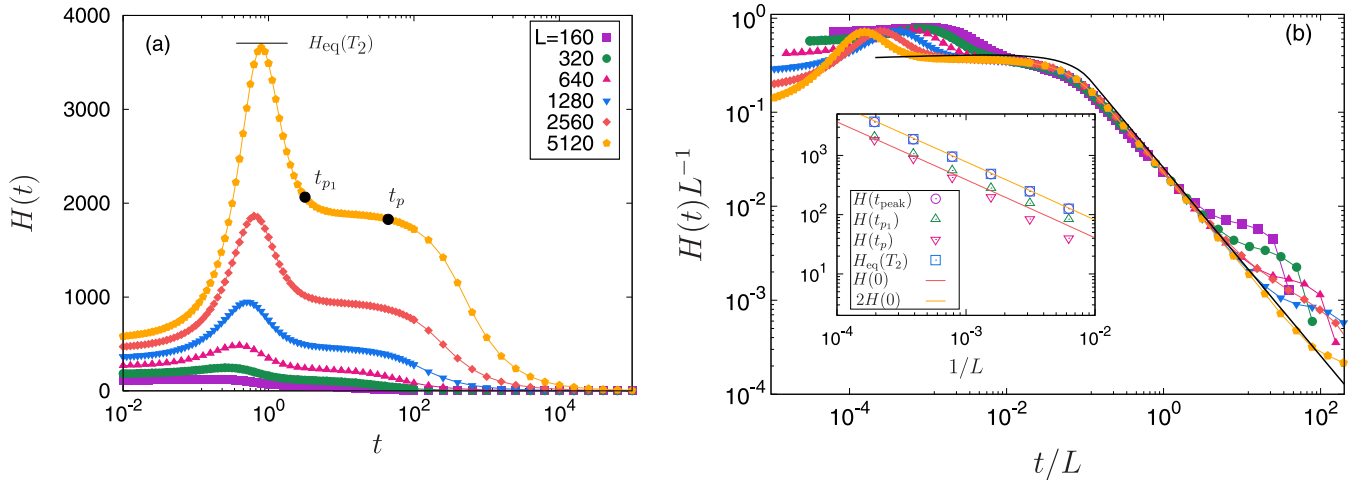 (a)
H_eq(T_2)
L=160
320
640
1280
2560
5120
t_{p_1}
t_p
H(t)
4000
3000
2000
1000
0
10^{-2} 10^0 10^2 10^4
t
(b)
H(t)L^{-1}
10^0
10^{-1}
10^{-2}
10^{-3}
10^{-4}
10^{-4} 10^{-2} 10^0 10^2
t/L
10^3
10^2
10^1
H(t_peak)
H(t_{p_1})
H(t_p)
H_eq(T_2)
H(0)
2H(0)
10^{-4} 10^{-3} 10^{-2}
1/L